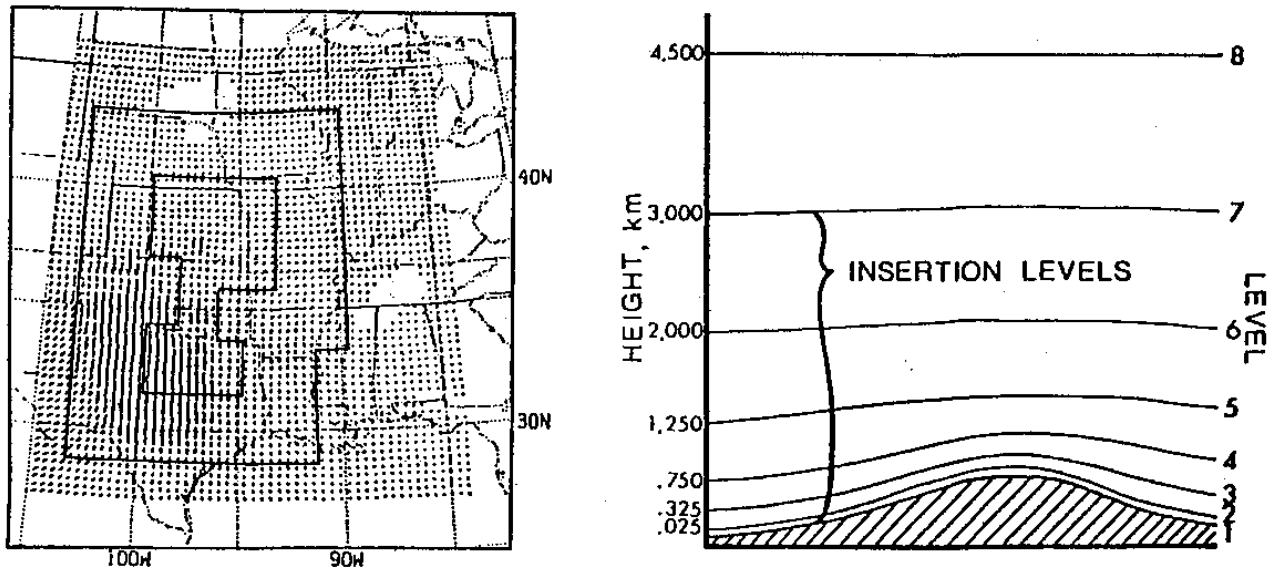 40N
30N
100W
90W
HEIGHT, km
4,500
3,000
2,000
1,250
.750
.325
.025
INSERTION LEVELS
8
7
6
5
4
3
2
1
LEVEL